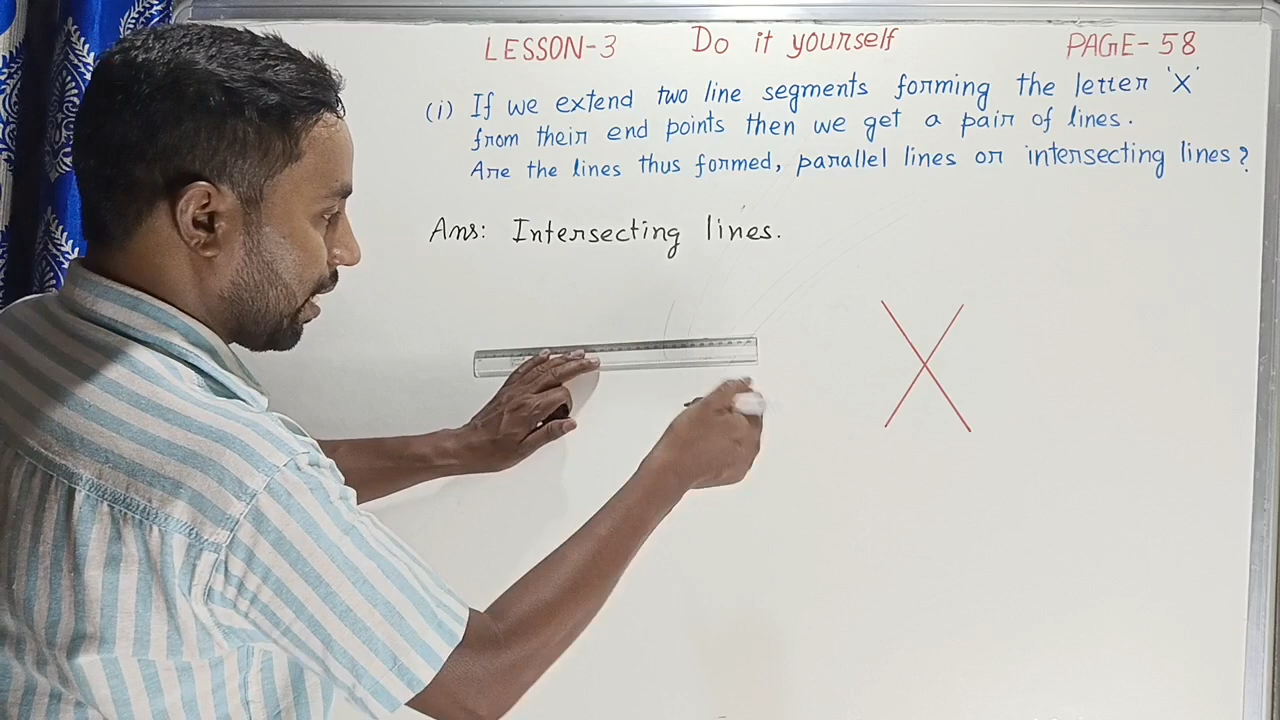 LESSON-3 Do it yourself PAGE-58
(i) If we extend two line segments forming the letter 'X'
from their end points then we get a pair of lines.
Are the lines thus formed, parallel lines or intersecting lines?
Ans: Intersecting lines.